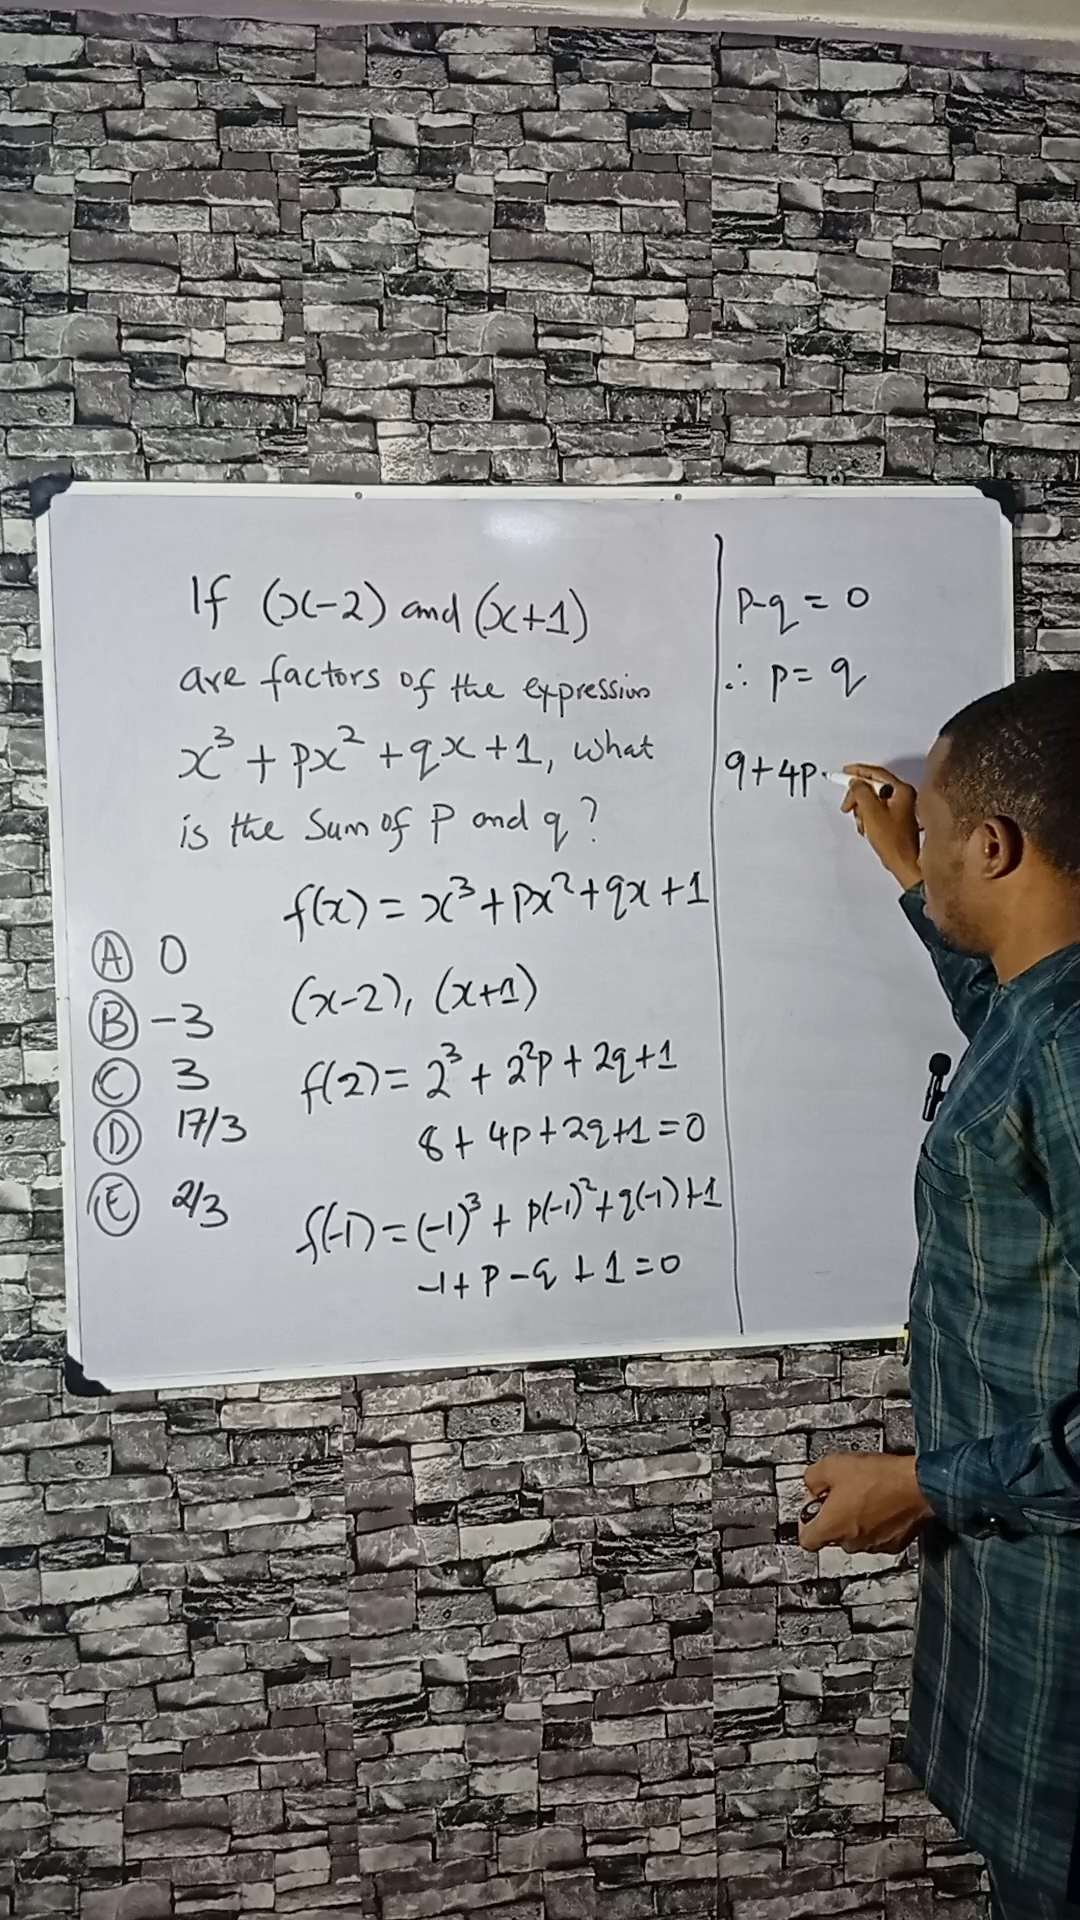 If (x-2) and (x+1)
are factors of the expression
x³ + px² + qx + 1, what
is the sum of p and q?
f(x) = x³ + px² + qx + 1
(x-2), (x+1)
f(2) = 2³ + 2²p + 2q + 1
8 + 4p + 2q + 1 = 0
f(-1) = (-1)³ + p(-1)² + q(-1) + 1
-1 + p - q + 1 = 0
A 0
B -3
C 3
D 17/3
E 2/3
p - q = 0
∴ p = q
9 + 4p